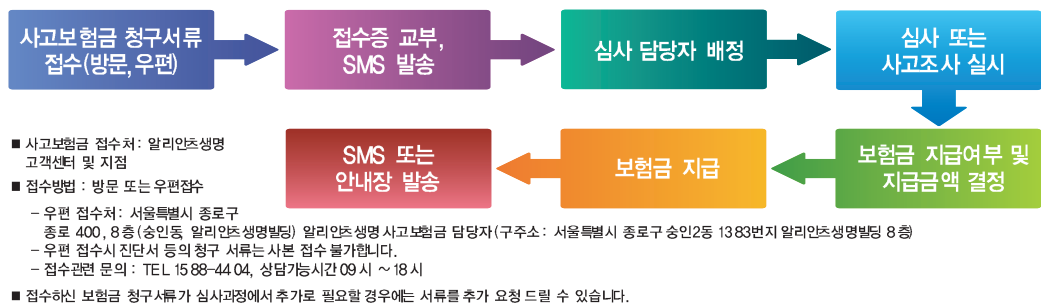 사고보험금 청구서류
접수(방문,우편)
접수증 교부,
SMS 발송
심사 담당자 배정
심사 또는
사고조사 실시
보험금 지급여부 및
지급금액 결정
보험금 지급
SMS 또는
안내장 발송
■ 사고보험금 접수처: 알리안츠생명
고객센터 및 지점
■ 접수방법 : 방문 또는 우편접수
– 우편 접수처: 서울특별시 종로구
종로 400, 8층 (숭인동, 알리안츠생명빌딩) 알리안츠생명 사고보험금 담당자 (구주소 : 서울특별시 종로구 숭인2동 1383번지 알리안츠생명빌딩 8층)
– 우편 접수시 진단서 등의 청구 서류는 사본 접수 불가합니다.
– 접수관련 문의 : TEL 1588-4404, 상담가능시간 09시 ~ 18시
■ 접수하신 보험금 청구서류가 심사과정에서 추가로 필요할 경우에는 서류를 추가 요청 드릴 수 있습니다.